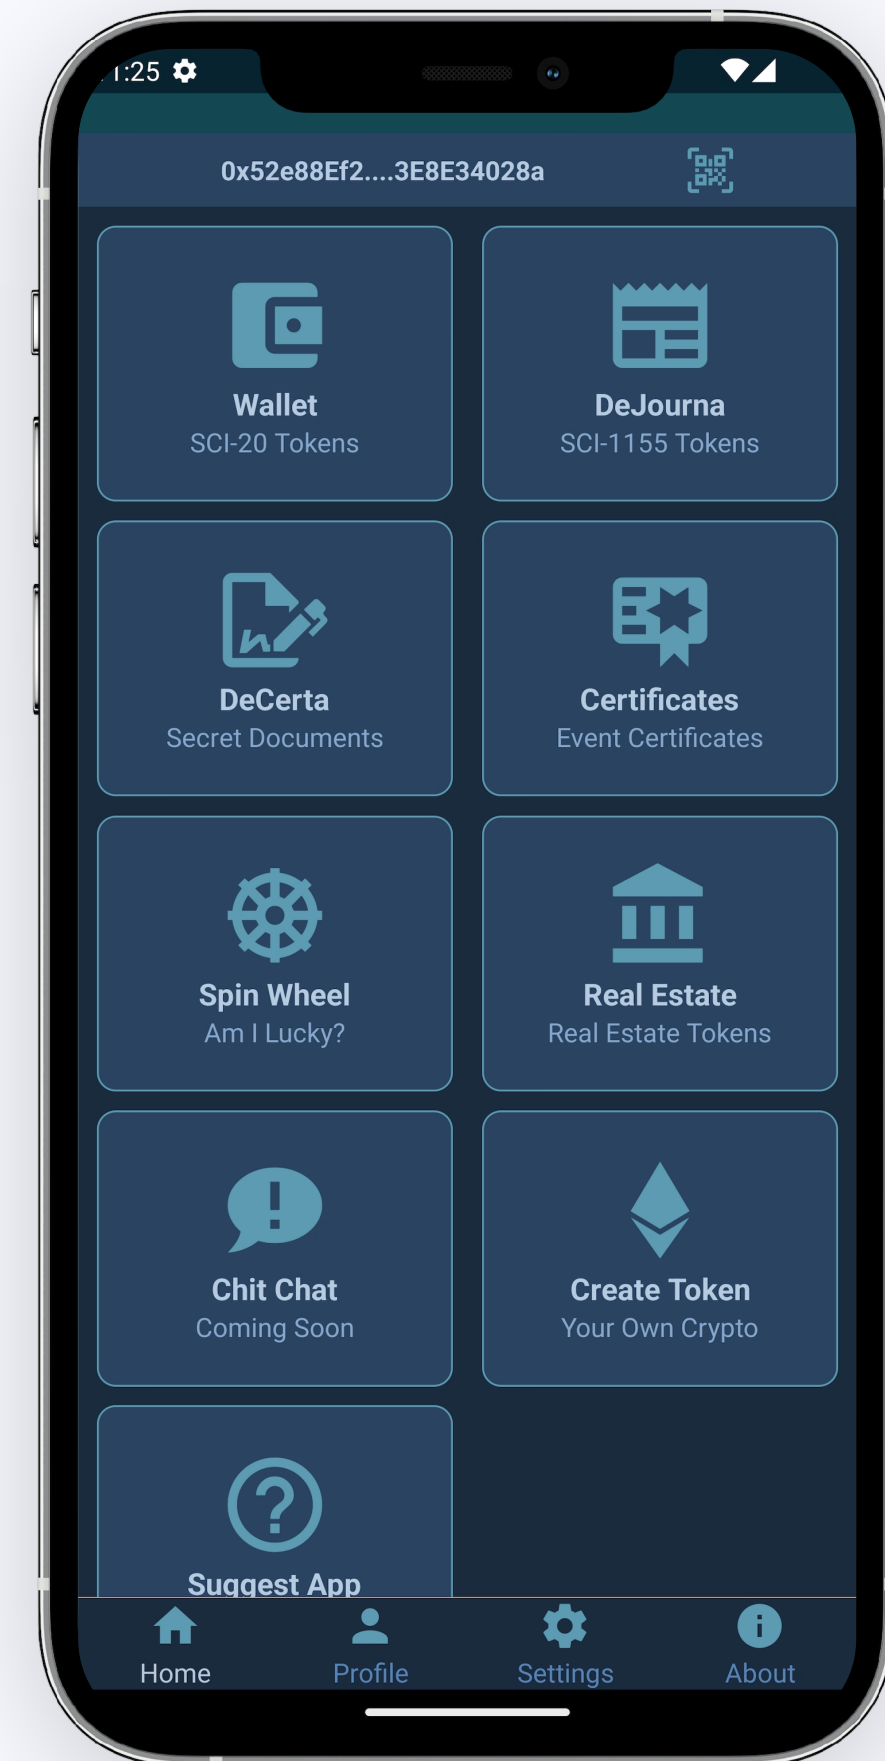 1:25
0x52e88Ef2....3E8E34028a
Wallet
SCI-20 Tokens
DeJourna
SCI-1155 Tokens
DeCerta
Secret Documents
Certificates
Event Certificates
Spin Wheel
Am I Lucky?
Real Estate
Real Estate Tokens
Chit Chat
Coming Soon
Create Token
Your Own Crypto
Suggest App
Home
Profile
Settings
About